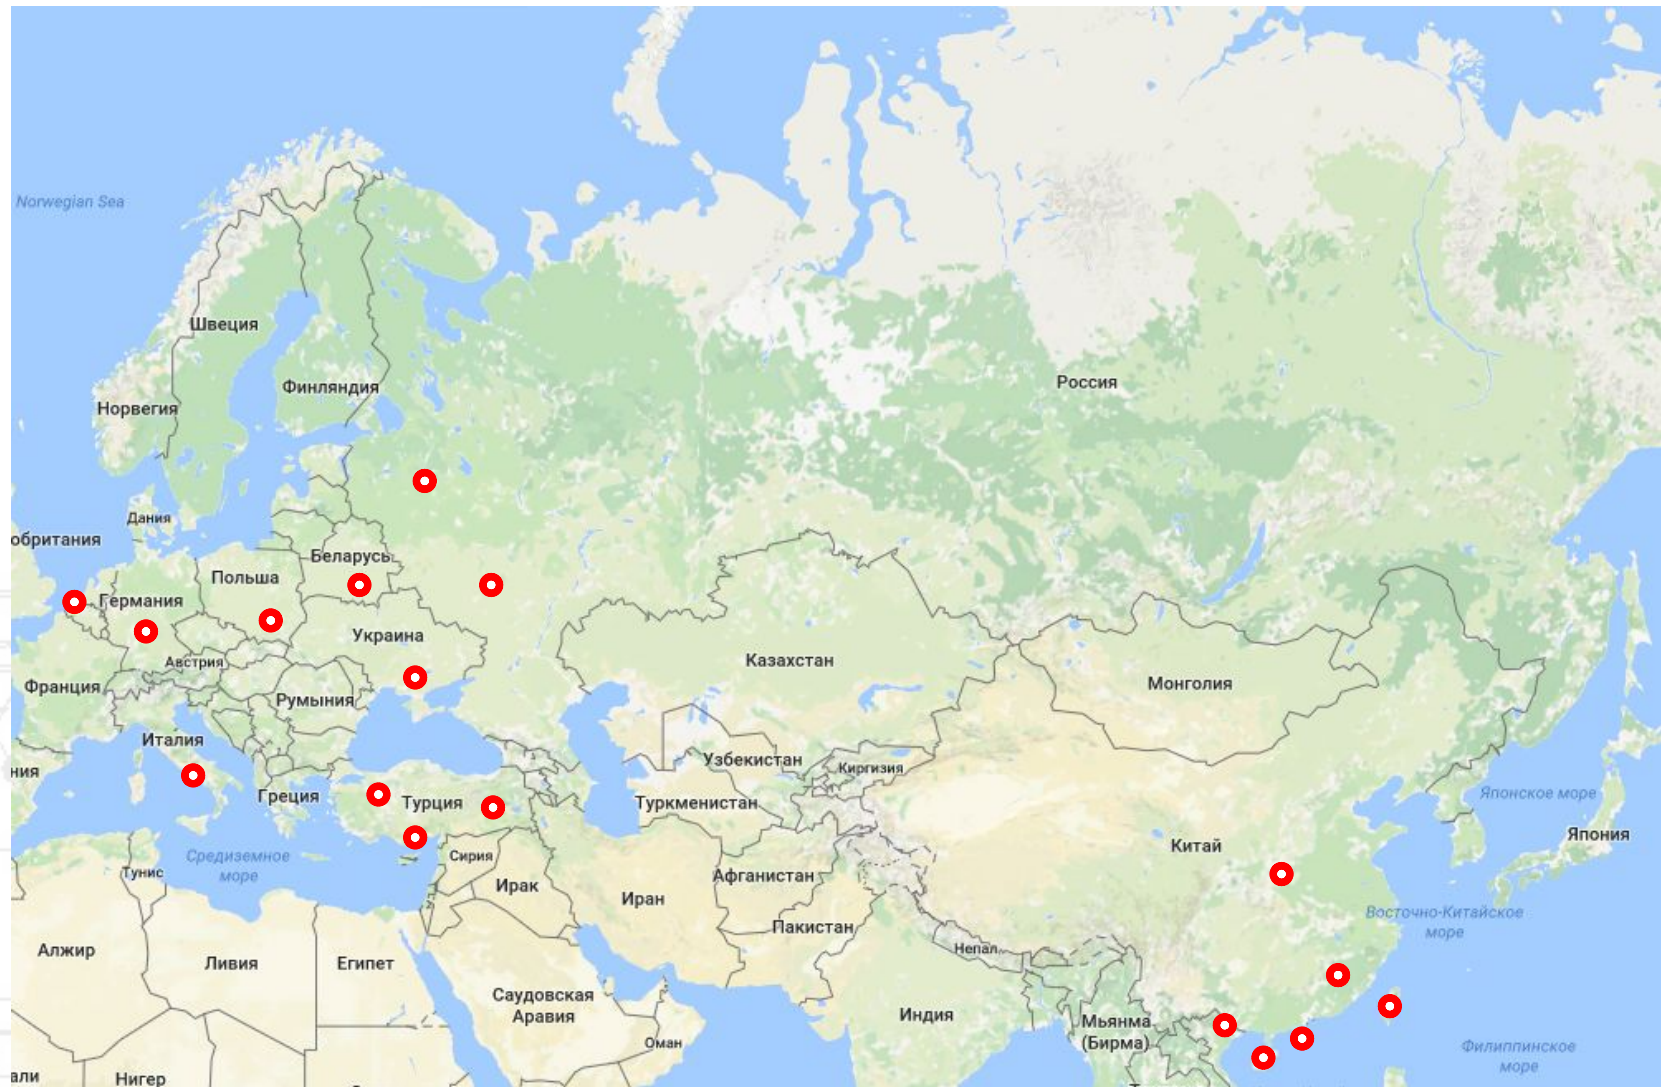 Norwegian Sea
Швеция
Финляндия
Россия
Норвегия
Дания
обритания
Беларусь
Польша
Германия
Украина
Австрия
Казахстан
Франция
Румыния
Монголия
Италия
Узбекистан
Киргизия
ния
Греция
Турция
Туркменистан
Японское море
Япония
Китай
Средиземное
море
Сирия
Тунис
Афганистан
Ирак
Иран
Восточно-Китайское
море
Пакистан
Непал
Алжир
Ливия
Египет
Саудовская
Аравия
Индия
Мьянма
(Бирма)
Оман
Филиппинское
море
али
Нигер